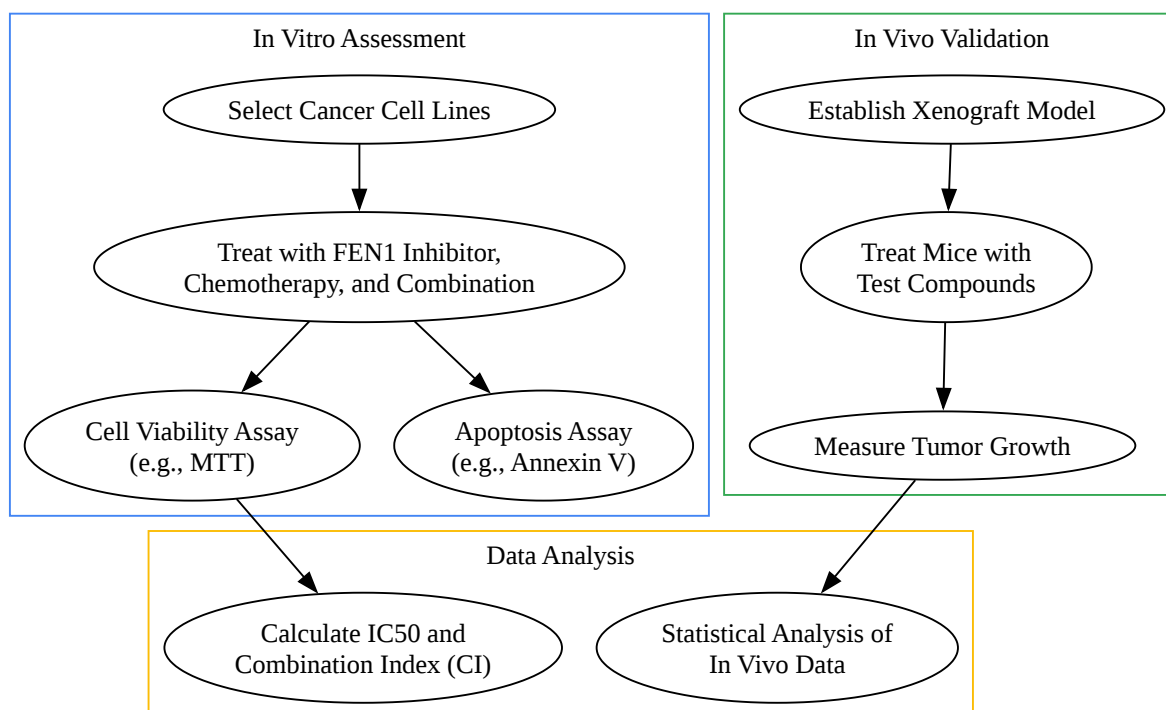 In Vitro Assessment
Select Cancer Cell Lines
Treat with FEN1 Inhibitor,
Chemotherapy, and Combination
Cell Viability Assay
(e.g., MTT)
Apoptosis Assay
(e.g., Annexin V)
In Vivo Validation
Establish Xenograft Model
Treat Mice with
Test Compounds
Measure Tumor Growth
Data Analysis
Calculate IC50 and
Combination Index (CI)
Statistical Analysis of
In Vivo Data